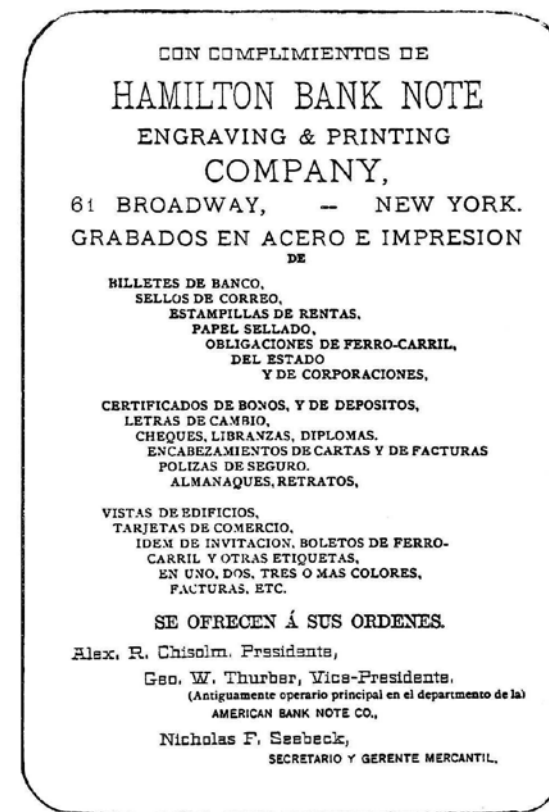 CON COMPLIMIENTOS DE
HAMILTON BANK NOTE
ENGRAVING & PRINTING
COMPANY,
61 BROADWAY, — NEW YORK.
GRABADOS EN ACERO E IMPRESION
DE
BILLETES DE BANCO,
SELLOS DE CORREO,
ESTAMPILLAS DE RENTAS,
PAPEL SELLADO,
OBLIGACIONES DE FERRO-CARRIL,
DEL ESTADO
Y DE CORPORACIONES,
CERTIFICADOS DE BONOS, Y DE DEPOSITOS,
LETRAS DE CAMBIO,
CHEQUES, LIBRANZAS, DIPLOMAS.
ENCABEZAMIENTOS DE CARTAS Y DE FACTURAS
POLIZAS DE SEGURO.
ALMANAQUES, RETRATOS,
VISTAS DE EDIFICIOS,
TARJETAS DE COMERCIO,
IDEM DE INVITACION, BOLETOS DE FERRO-
CARRIL Y OTRAS ETIQUETAS,
EN UNO, DOS, TRES O MAS COLORES,
FACTURAS, ETC.
SE OFRECEN Á SUS ORDENES.
Alex. R. Chisolm. Presidente,
Geo. W. Thurber, Vice-Presidente.
(Antiguamente operario principal en el departmento de la)
AMERICAN BANK NOTE CO.,
Nicholas F. Seebeck,
SECRETARIO Y GERENTE MERCANTIL.